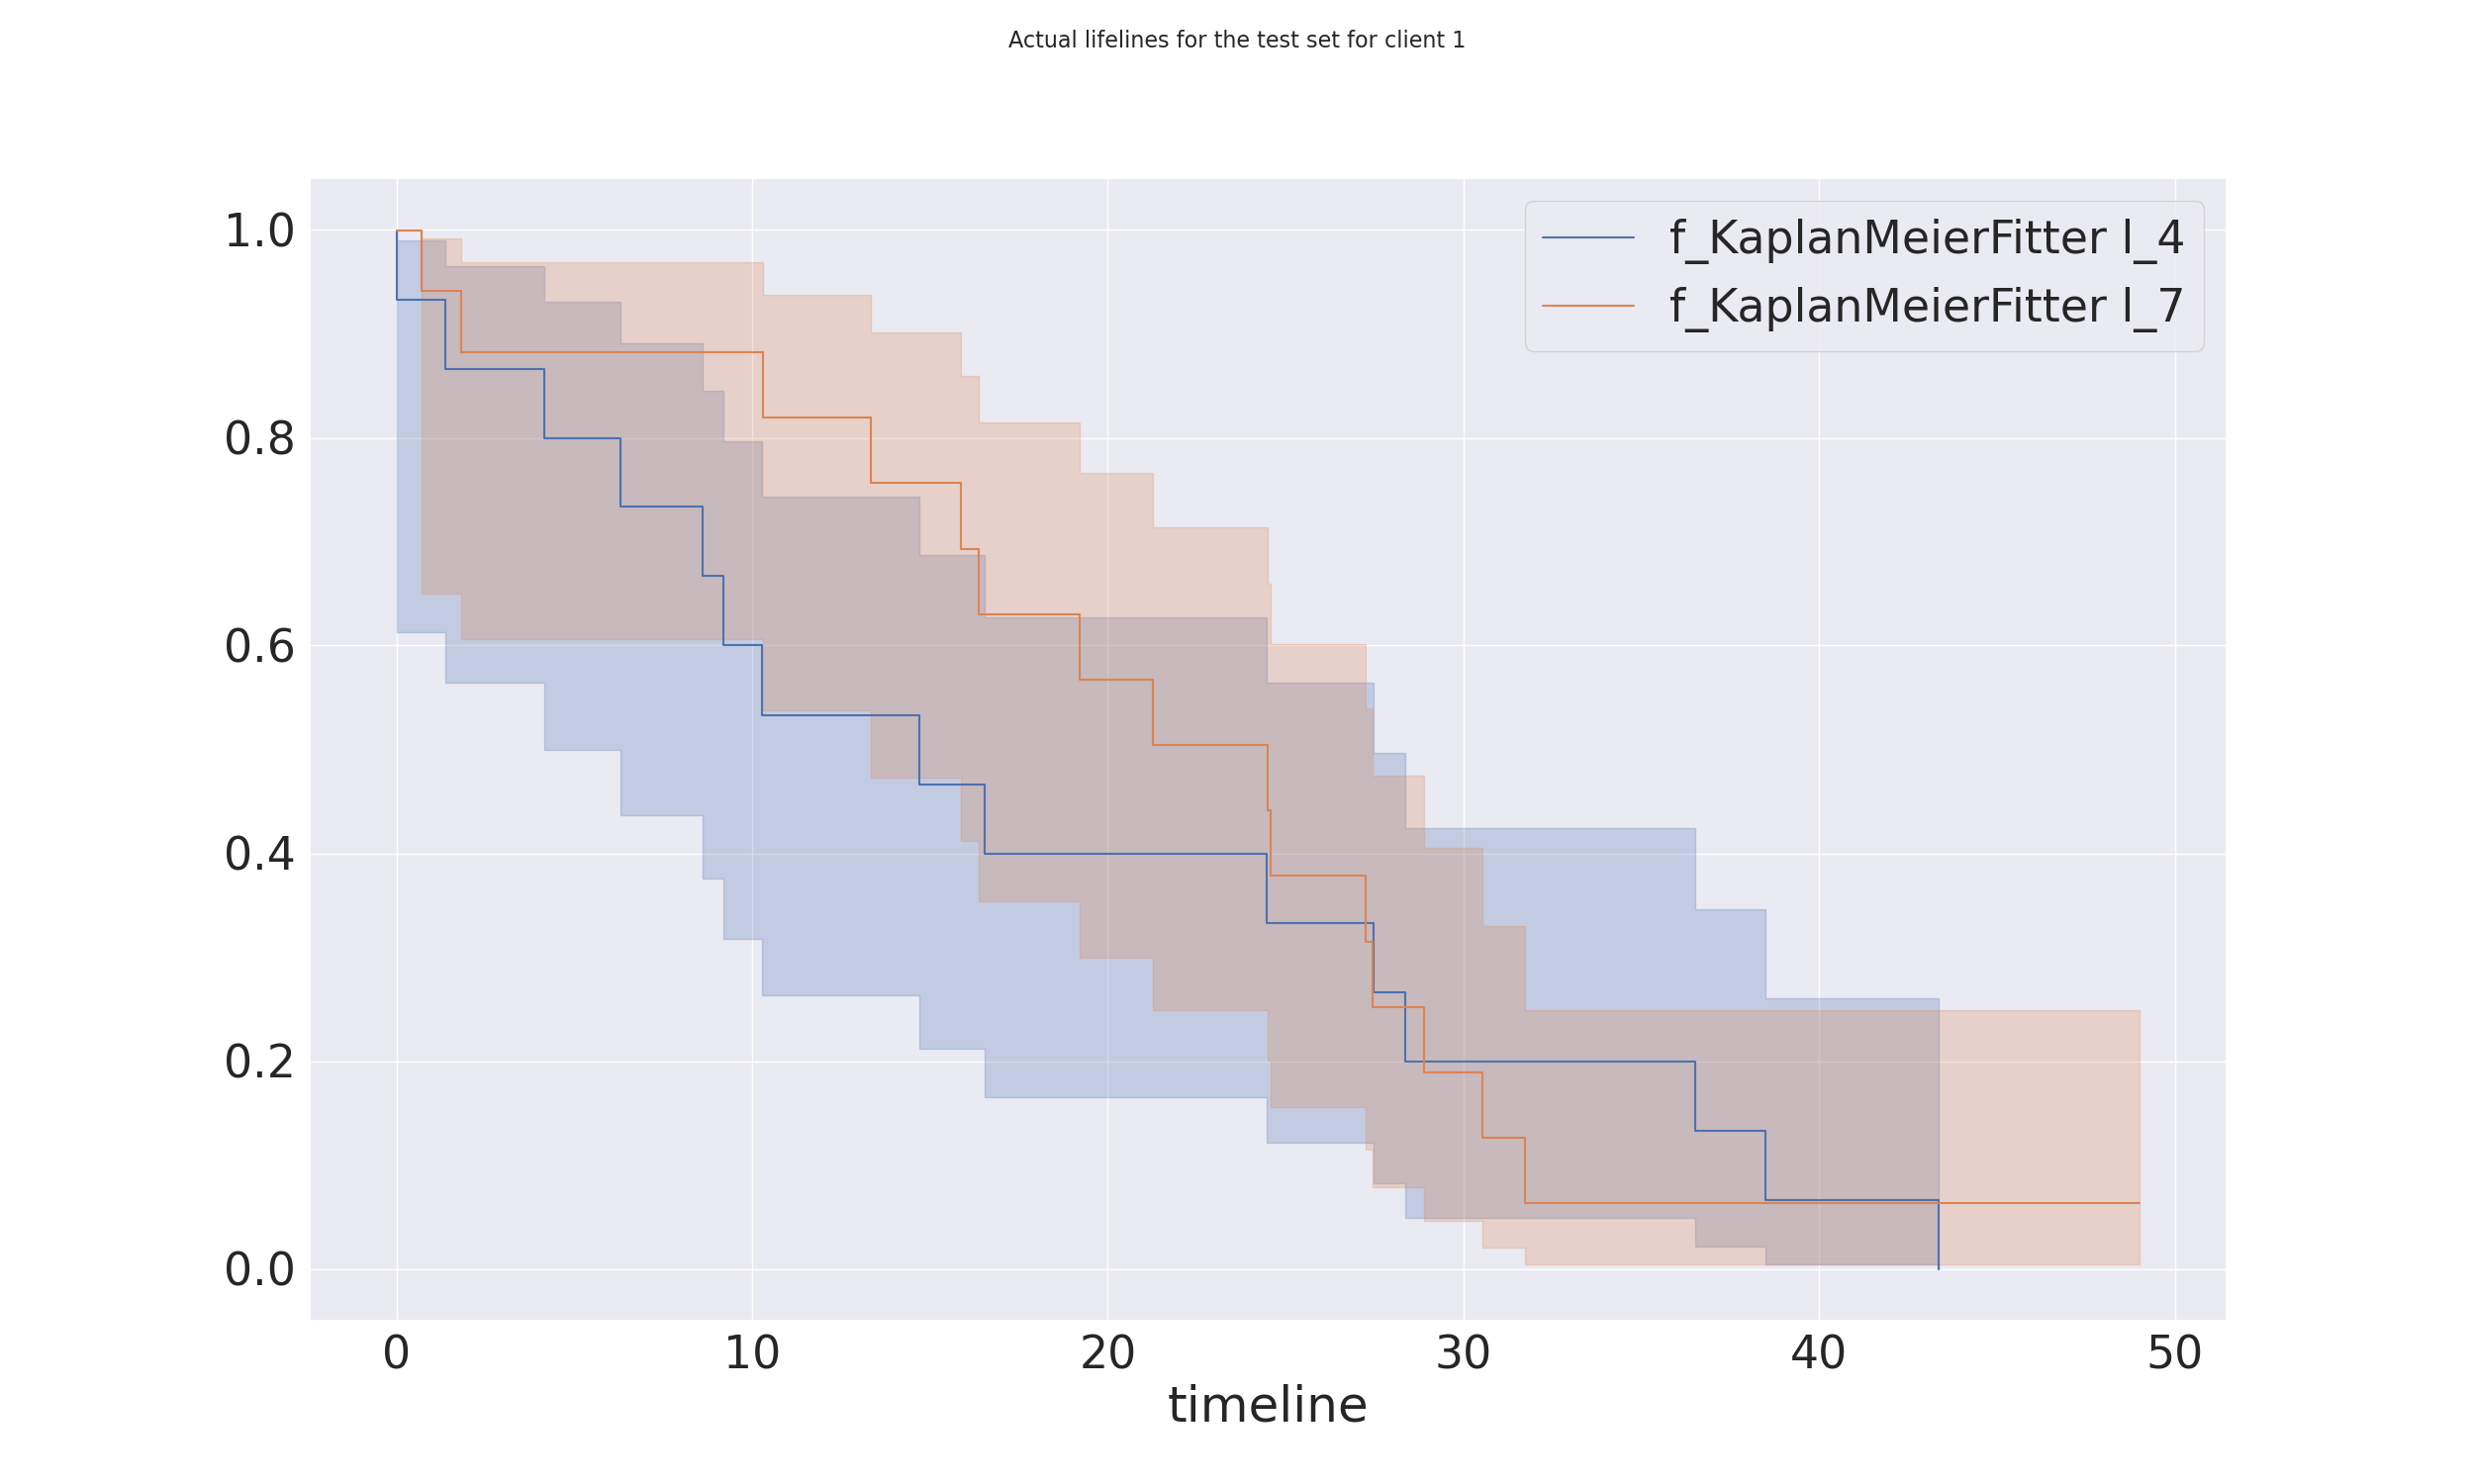 Actual lifelines for the test set for client 1
f_KaplanMeierFitter l_4
f_KaplanMeierFitter l_7
1.0
0.8
0.6
0.4
0.2
0.0
0 10 20 30 40 50
timeline